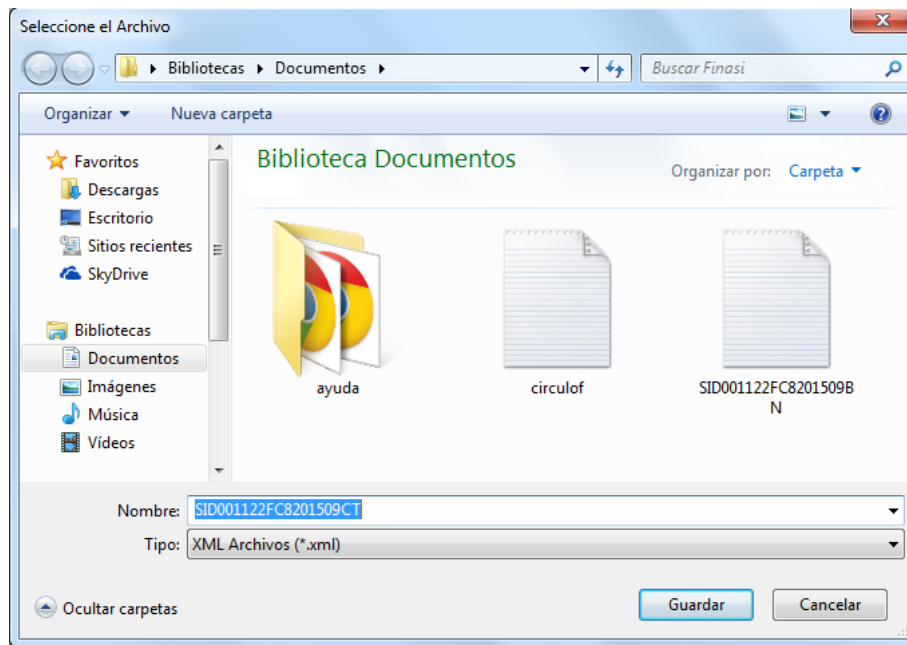 Seleccione el Archivo
Bibliotecas Documentos
Buscar Finasi
Organizar Nueva carpeta
Favoritos
Descargas
Escritorio
Sitios recientes
SkyDrive
Bibliotecas
Documentos
Imágenes
Música
Vídeos
Biblioteca Documentos
Organizar por: Carpeta
ayuda
circulof
SID001122FC8201509B
N
Nombre: SID001122FC8201509CT
Tipo: XML Archivos (*.xml)
Ocultar carpetas
Guardar
Cancelar